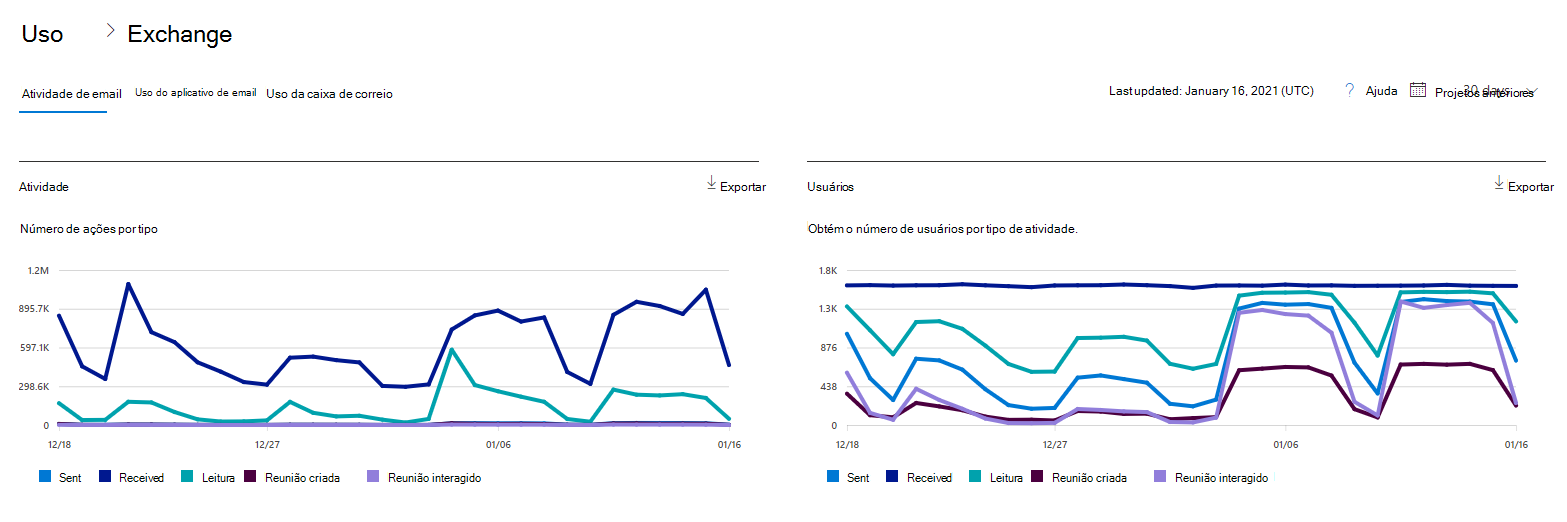 Uso > Exchange
Atividade de email Uso do aplicativo de email Uso da caixa de correio
Last updated: January 16, 2021 (UTC) ? Ajuda Projetos anteriores 30 days
Atividade Exportar
Número de ações por tipo
1.2M
895.7K
597.1K
298.6K
0
12/18 12/27 01/06 01/16
Sent Received Leitura Reunião criada Reunião interagido
Usuários Exportar
Obtém o número de usuários por tipo de atividade.
1.8K
1.3K
876
438
0
12/18 12/27 01/06 01/16
Sent Received Leitura Reunião criada Reunião interagido